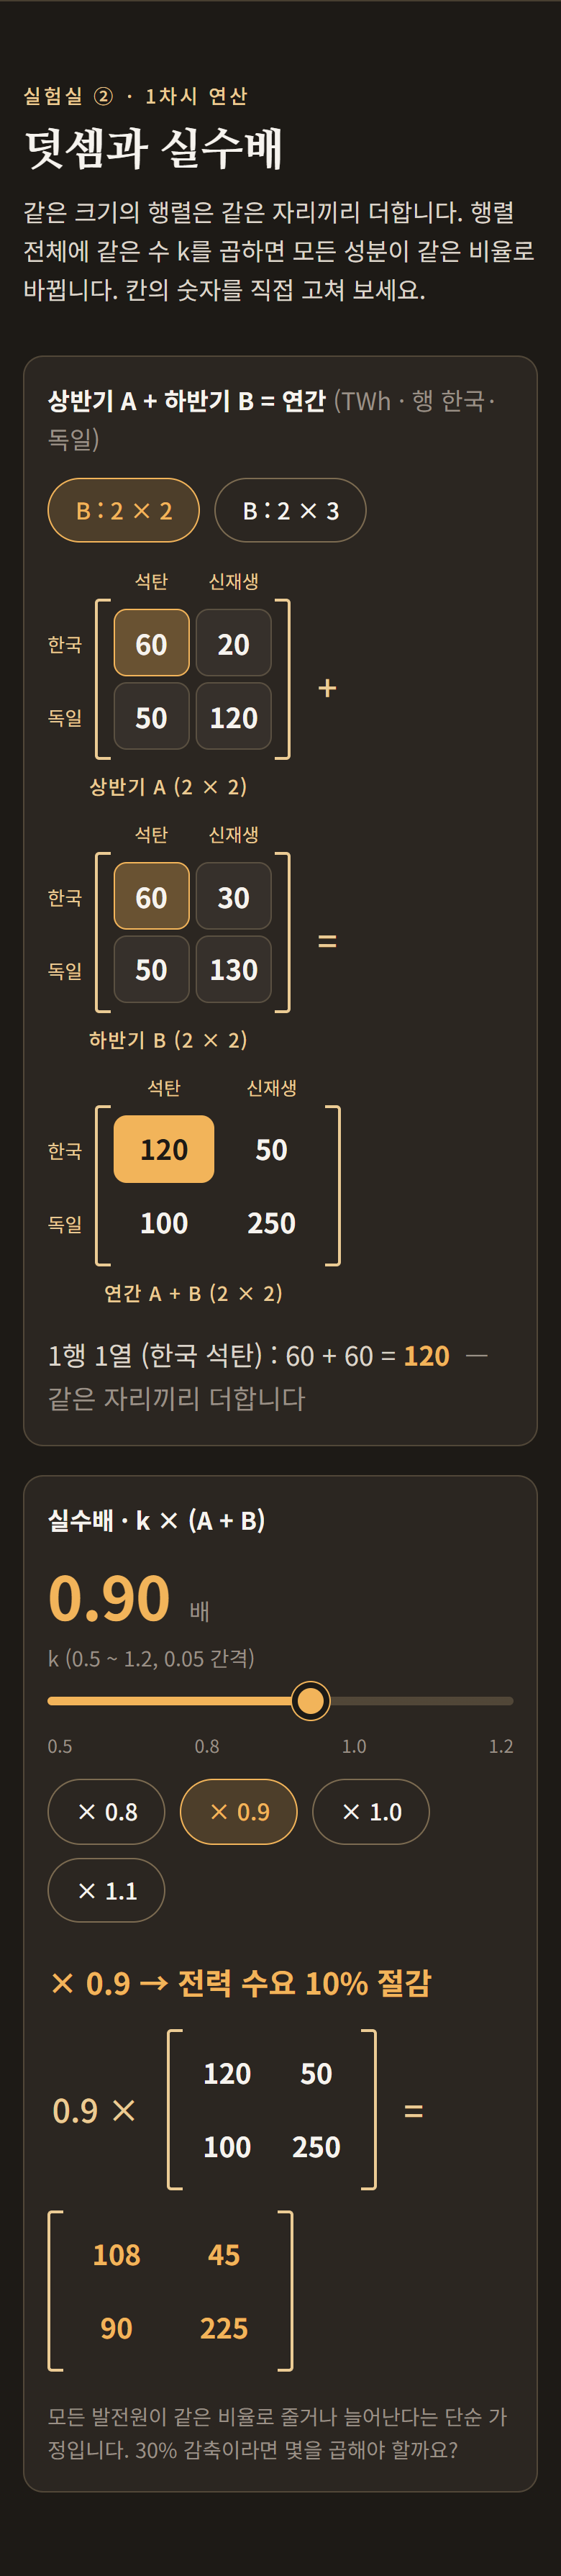 실험실 ② · 1차시 연산
덧셈과 실수배
같은 크기의 행렬은 같은 자리끼리 더합니다. 행렬
전체에 같은 수 k를 곱하면 모든 성분이 같은 비율로
바뀝니다. 칸의 숫자를 직접 고쳐 보세요.
상반기 A + 하반기 B = 연간 (TWh · 행 한국 ·
독일)
B : 2 × 2 B : 2 × 3
석탄 신재생
한국 60 20
+
독일 50 120
상반기 A (2 × 2)
석탄 신재생
한국 60 30
=
독일 50 130
하반기 B (2 × 2)
석탄 신재생
한국 120 50
독일 100 250
연간 A + B (2 × 2)
1행 1열 (한국 석탄) : 60 + 60 = 120 —
같은 자리끼리 더합니다
실수배 · k × (A + B)
0.90 배
k (0.5 ~ 1.2, 0.05 간격)
0.5 0.8 1.0 1.2
× 0.8 × 0.9 × 1.0
× 1.1
× 0.9 → 전력 수요 10% 절감
120 50
0.9 × =
100 250
108 45
90 225
모든 발전원이 같은 비율로 줄거나 늘어난다는 단순 가
정입니다. 30% 감축이라면 몇을 곱해야 할까요?